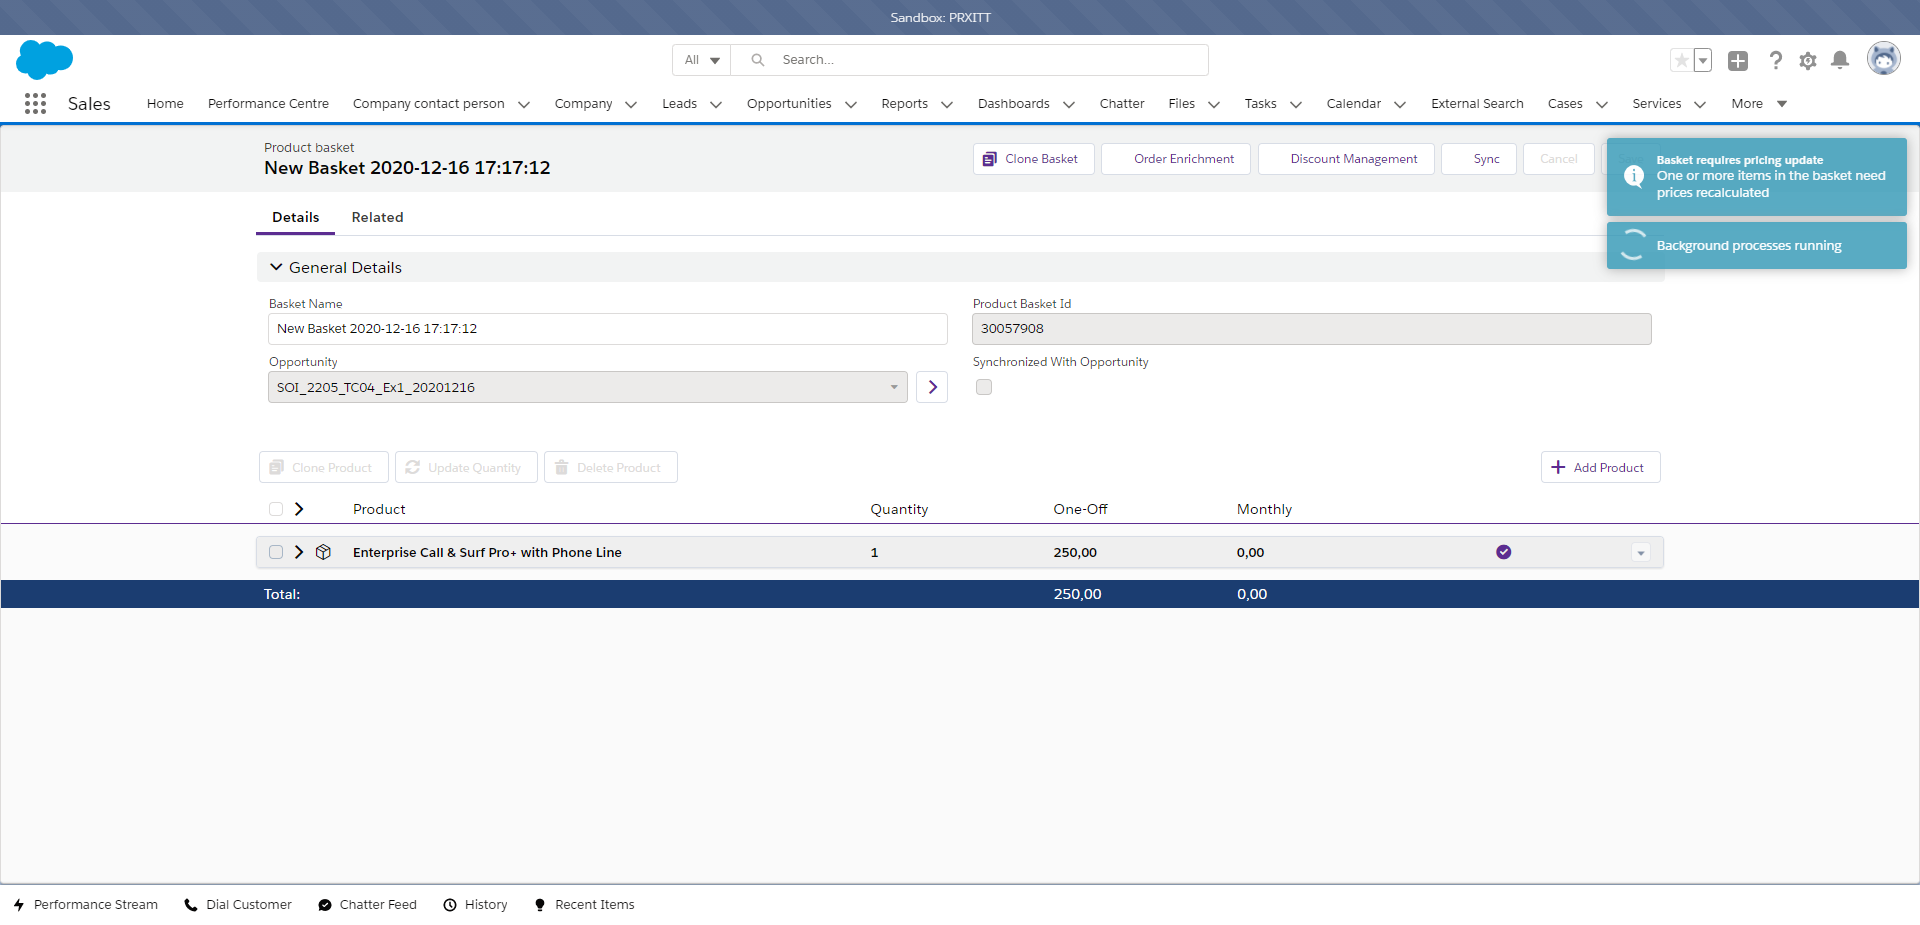 Sandbox: PRXITT
All
Search...
Sales
Home
Performance Centre
Company contact person
Company
Leads
Opportunities
Reports
Dashboards
Chatter
Files
Tasks
Calendar
External Search
Cases
Services
More
Product basket
New Basket 2020-12-16 17:17:12
Clone Basket
Order Enrichment
Discount Management
Sync
Cancel
Basket requires pricing update
One or more items in the basket need
prices recalculated
Background processes running
Details
Related
General Details
Basket Name
New Basket 2020-12-16 17:17:12
Product Basket Id
30057908
Opportunity
SOI_2205_TC04_Ex1_20201216
Synchronized With Opportunity
Clone Product
Update Quantity
Delete Product
Add Product
Product
Quantity
One-Off
Monthly
Enterprise Call & Surf Pro+ with Phone Line
1
250,00
0,00
Total:
250,00
0,00
Performance Stream
Dial Customer
Chatter Feed
History
Recent Items